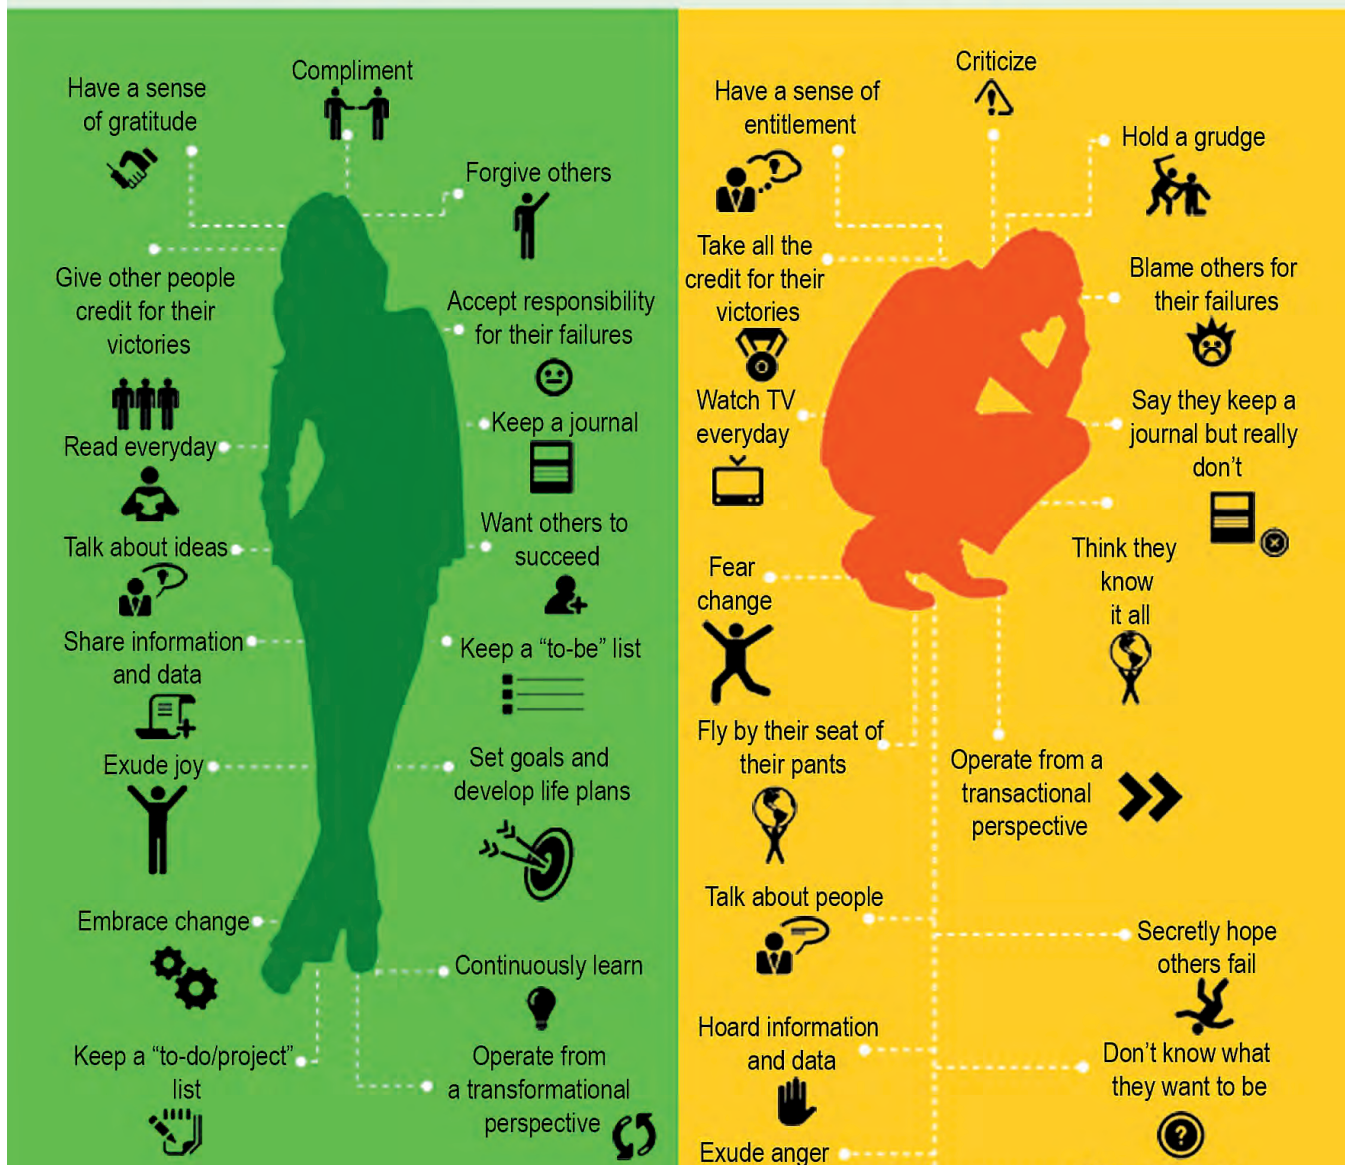 Compliment
Have a sense
of gratitude
Forgive others
Give other people
credit for their
victories
Accept responsibility
for their failures
Keep a journal
Read everyday
Want others to
succeed
Talk about ideas
Share information
and data
Keep a “to-be” list
Exude joy
Set goals and
develop life plans
Embrace change
Continuously learn
Keep a “to-do/project”
list
Operate from
a transformational
perspective
Criticize
Have a sense of
entitlement
Hold a grudge
Take all the
credit for their
victories
Blame others for
their failures
Watch TV
everyday
Say they keep a
journal but really
don’t
Think they
know
it all
Fear
change
Fly by their seat of
their pants
Operate from a
transactional
perspective
Talk about people
Secretly hope
others fail
Hoard information
and data
Don’t know what
they want to be
Exude anger